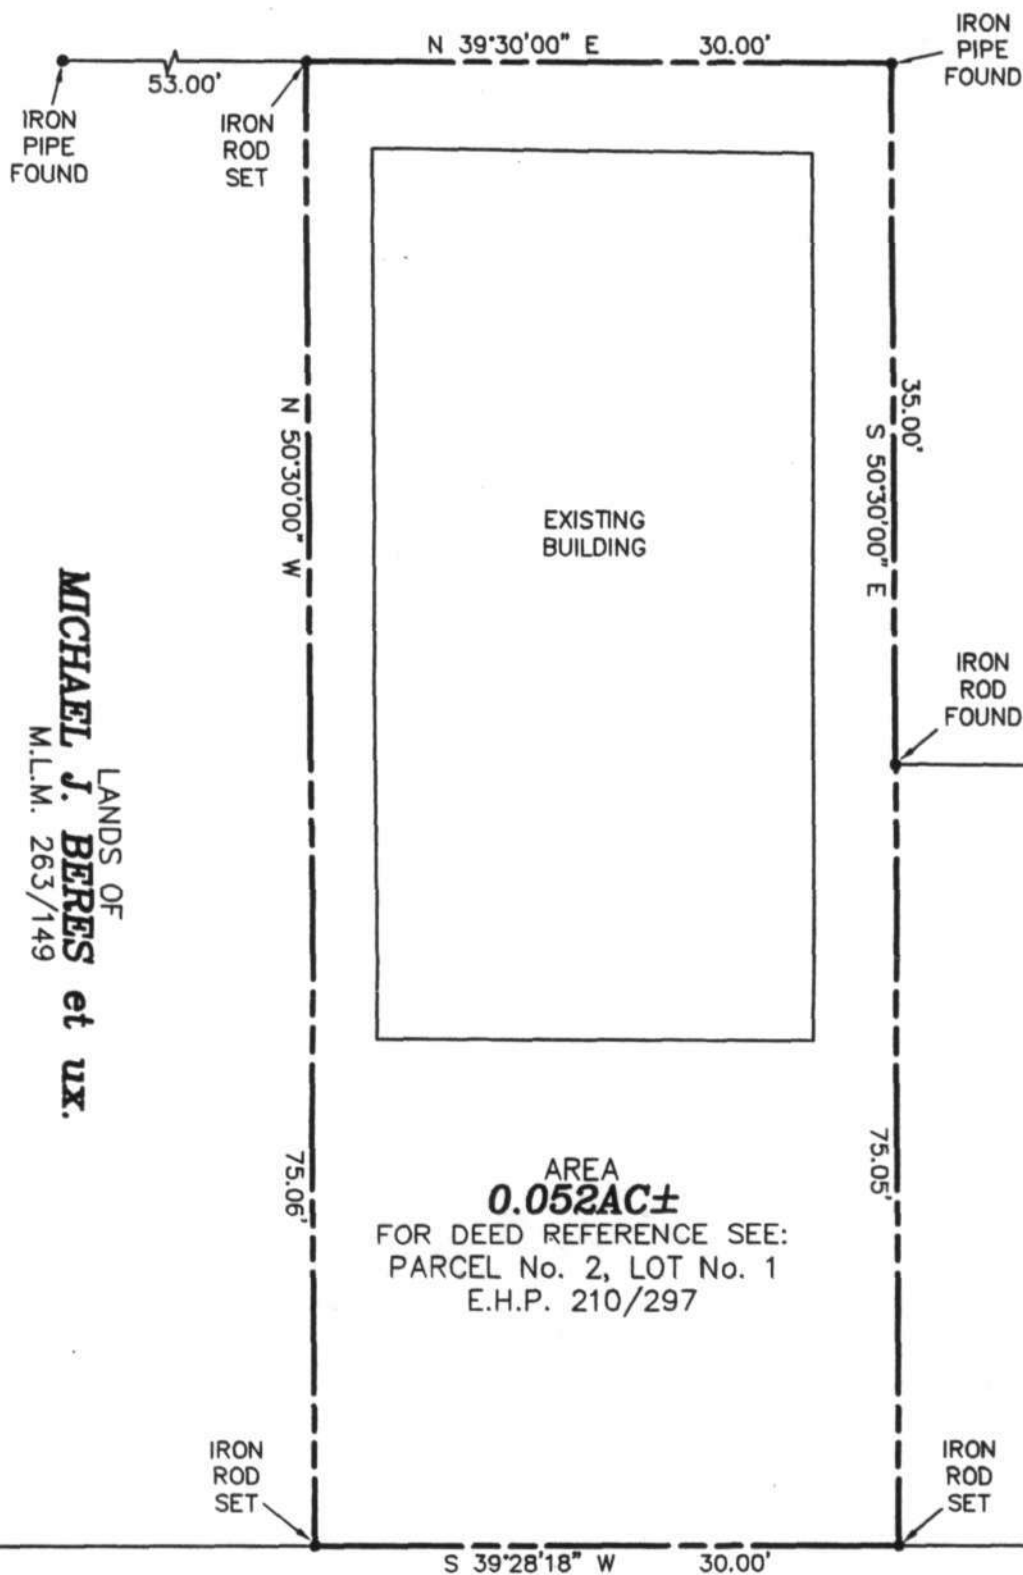 N 39°30'00" E 30.00'
IRON
PIPE
FOUND
53.00'
IRON
PIPE
FOUND
IRON
ROD
SET
N 50°30'00" W
35.00'
S 50°30'00" E
EXISTING
BUILDING
IRON
ROD
FOUND
LANDS OF
MICHAEL J. BERES et ux.
M.L.M. 263/149
75.06'
75.05'
AREA
0.052AC±
FOR DEED REFERENCE SEE:
PARCEL No. 2, LOT No. 1
E.H.P. 210/297
IRON
ROD
SET
IRON
ROD
SET
S 39°28'18" W 30.00'